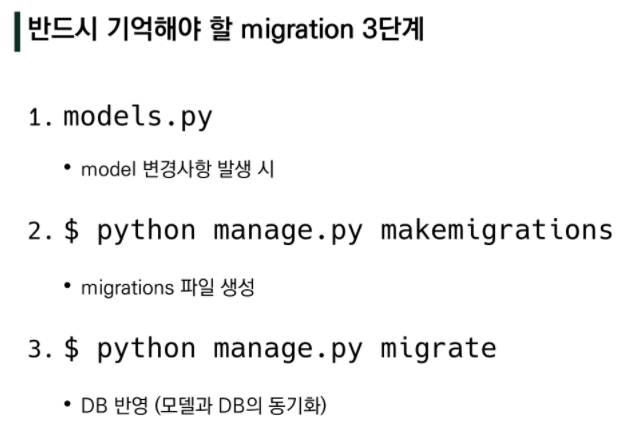 반드시 기억해야 할 migration 3단계
1. models.py
• model 변경사항 발생 시
2. $ python manage.py makemigrations
• migrations 파일 생성
3. $ python manage.py migrate
• DB 반영 (모델과 DB의 동기화)